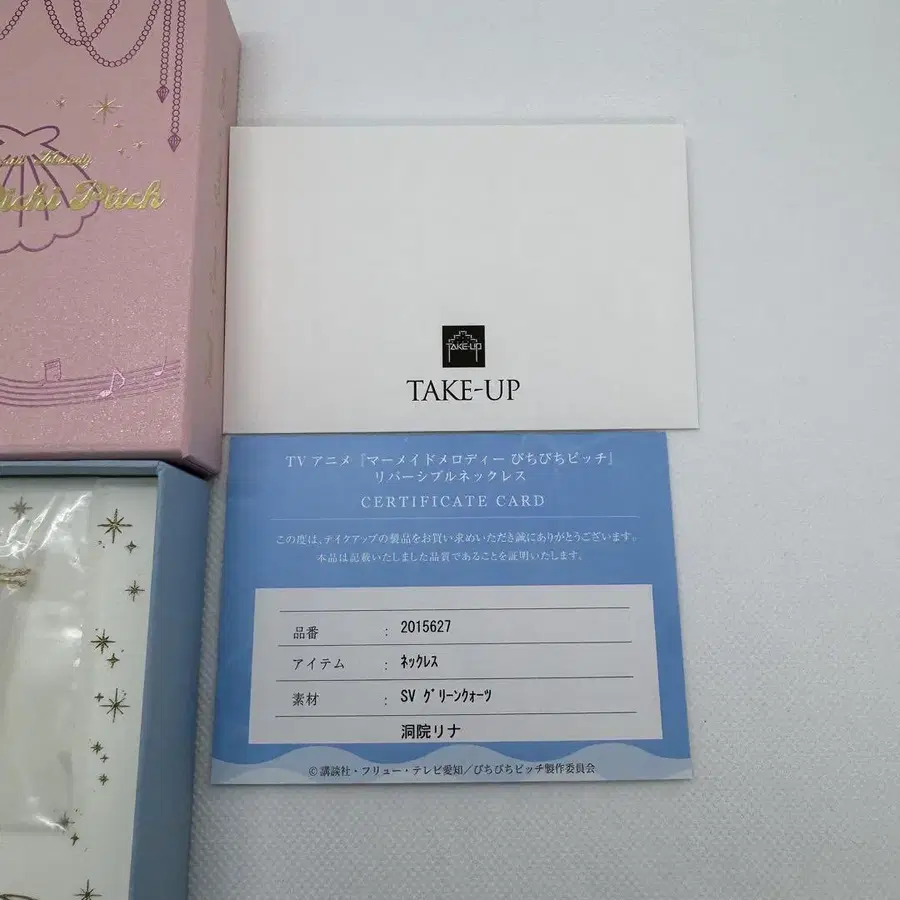 Melody
Pitch
TAKE-UP
TAKE-UP
TV アニメ『マーメイドメロディー ぴちぴちピッチ』
リバーシブルネックレス
CERTIFICATE CARD
この度は、テイクアップの製品をお買い求めいただき誠にありがとうございます。
本品は記載いたしました品質であることを証明いたします。
品番 : 2015627
アイテム : ネックレス
素材 : SV グリーンクォーツ
洞院リナ
©講談社・フリュー・テレビ愛知/ぴちぴちピッチ製作委員会